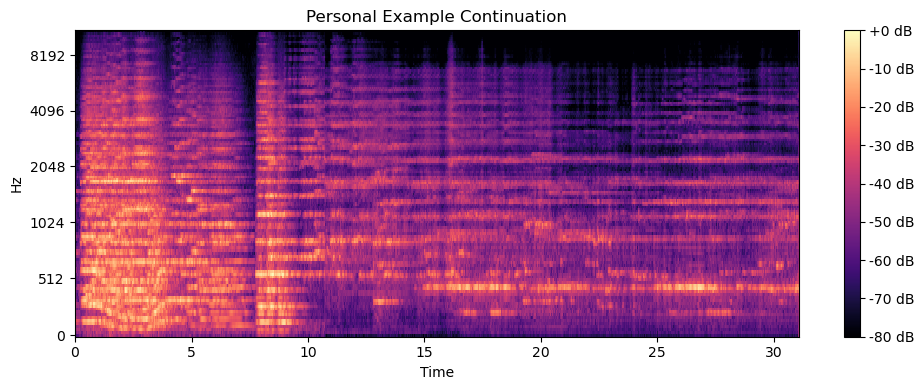 Personal Example Continuation
Hz
8192
4096
2048
1024
512
0
0 5 10 15 20 25 30
Time
+0 dB
-10 dB
-20 dB
-30 dB
-40 dB
-50 dB
-60 dB
-70 dB
-80 dB